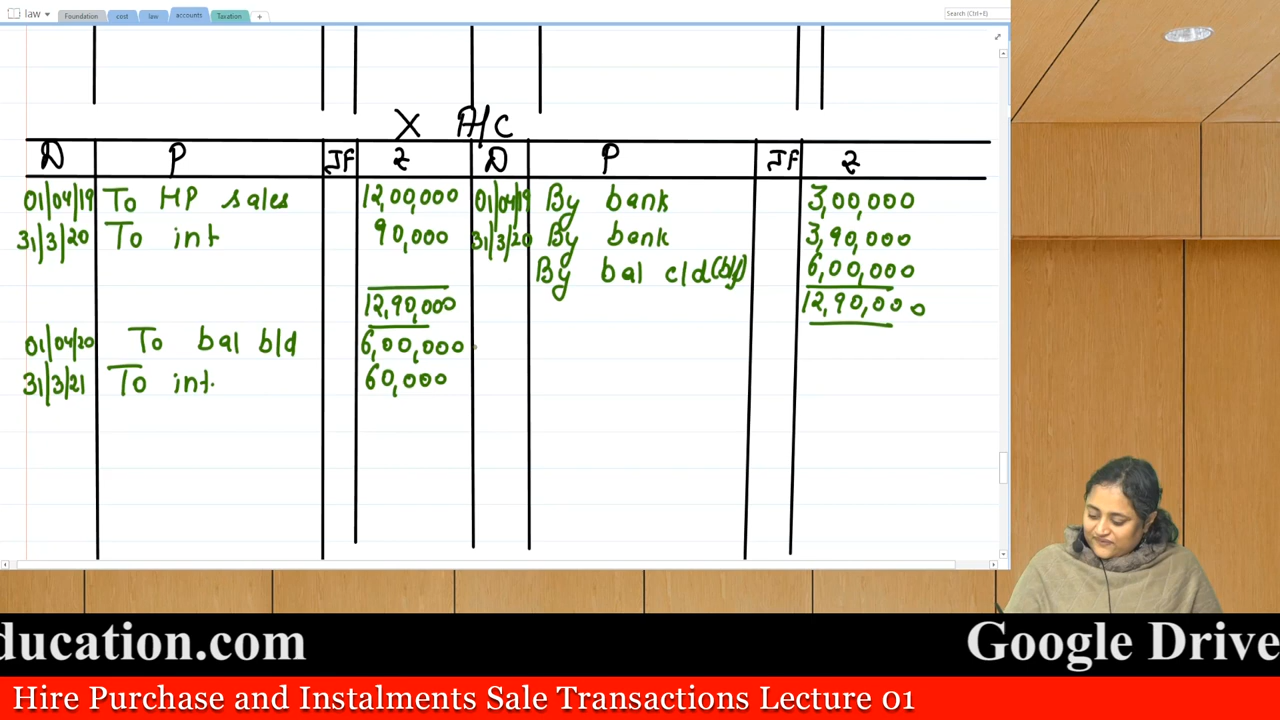 law Foundation cost law accounts Taxation + Search (Ctrl+E)
X A/C
D P JF ₹ D P JF ₹
01/04/19 To HP sales 12,00,000 01/04/19 By bank 3,00,000
31/3/20 To int 90,000 31/3/20 By bank 3,90,000
By bal c/d (b/f) 6,00,000
12,90,000 12,90,000
01/04/20 To bal b/d 6,00,000
31/3/21 To int. 60,000
ducation.com Google Drive
Hire Purchase and Instalments Sale Transactions Lecture 01